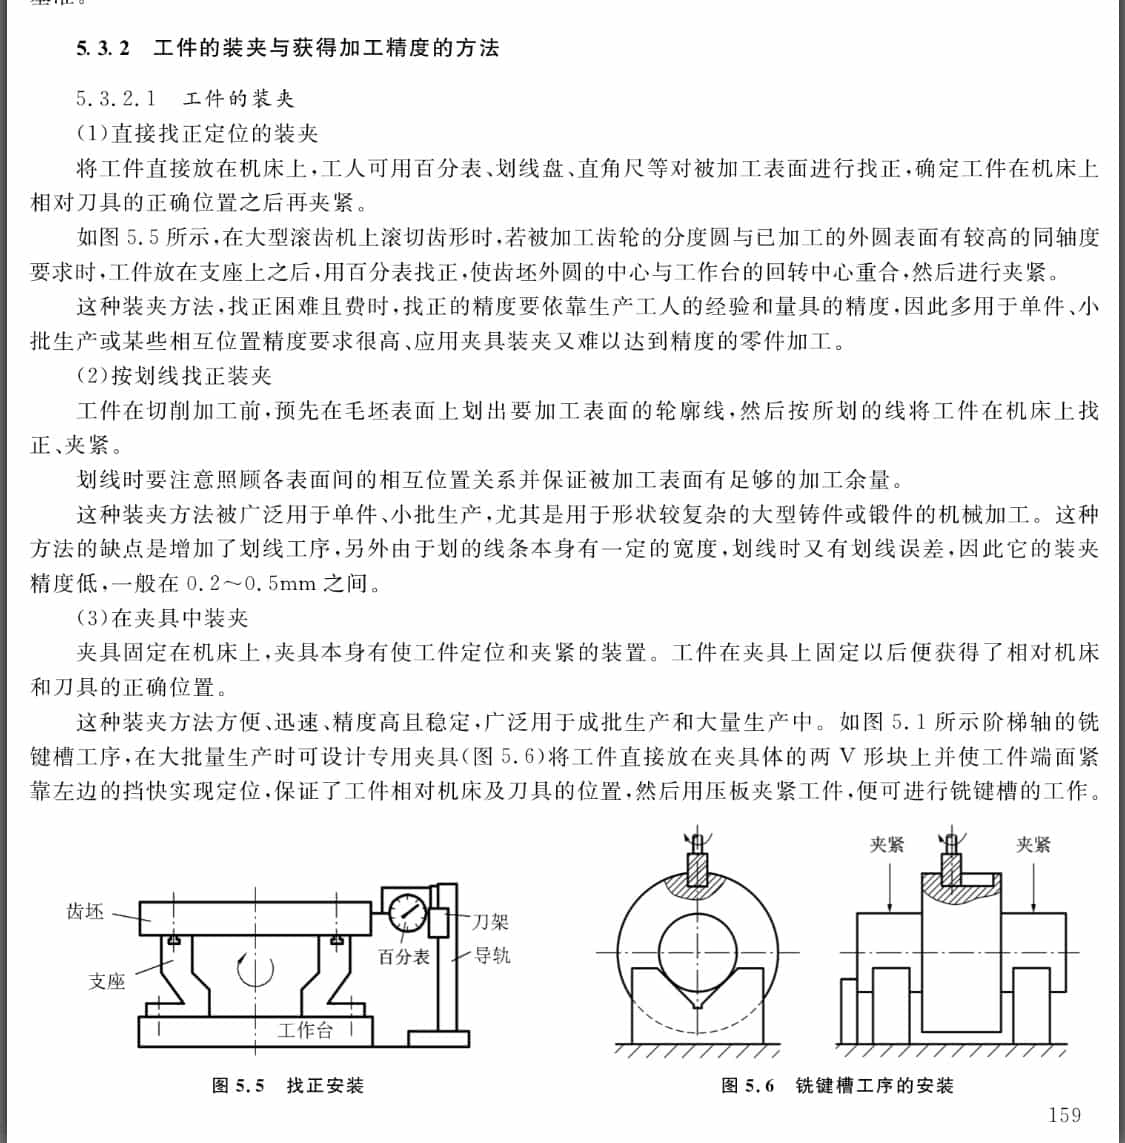 5.3.2 工件的装夹与获得加工精度的方法
5.3.2.1 工件的装夹
(1)直接找正定位的装夹
将工件直接放在机床上,工人可用百分表、划线盘、直角尺等对被加工表面进行找正,确定工件在机床上
相对刀具的正确位置之后再夹紧。
如图 5.5 所示,在大型滚齿机上滚切齿形时,若被加工齿轮的分度圆与已加工的外圆表面有较高的同轴度
要求时,工件放在支座上之后,用百分表找正,使齿坯外圆的中心与工作台的回转中心重合,然后进行夹紧。
这种装夹方法,找正困难且费时,找正的精度要依靠生产工人的经验和量具的精度,因此多用于单件、小
批生产或某些相互位置精度要求很高、应用夹具装夹又难以达到精度的零件加工。
(2)按划线找正装夹
工件在切削加工前,预先在毛坯表面上划出要加工表面的轮廓线,然后按所划的线将工件在机床上找
正、夹紧。
划线时要注意照顾各表面间的相互位置关系并保证被加工表面有足够的加工余量。
这种装夹方法被广泛用于单件、小批生产,尤其是用于形状较复杂的大型铸件或锻件的机械加工。这种
方法的缺点是增加了划线工序,另外由于划的线条本身有一定的宽度,划线时又有划线误差,因此它的装夹
精度低,一般在 0.2～0.5mm 之间。
(3)在夹具中装夹
夹具固定在机床上,夹具本身有使工件定位和夹紧的装置。工件在夹具上固定以后便获得了相对机床
和刀具的正确位置。
这种装夹方法方便、迅速、精度高且稳定,广泛用于成批生产和大量生产中。如图 5.1 所示阶梯轴的铣
键槽工序,在大批量生产时可设计专用夹具(图 5.6)将工件直接放在夹具体的两 V 形块上并使工件端面紧
靠左边的挡快实现定位,保证了工件相对机床及刀具的位置,然后用压板夹紧工件,便可进行铣键槽的工作。
齿坯
支座
工作台
百分表
刀架
导轨
图 5.5 找正安装
夹紧
夹紧
图 5.6 铣键槽工序的安装
159